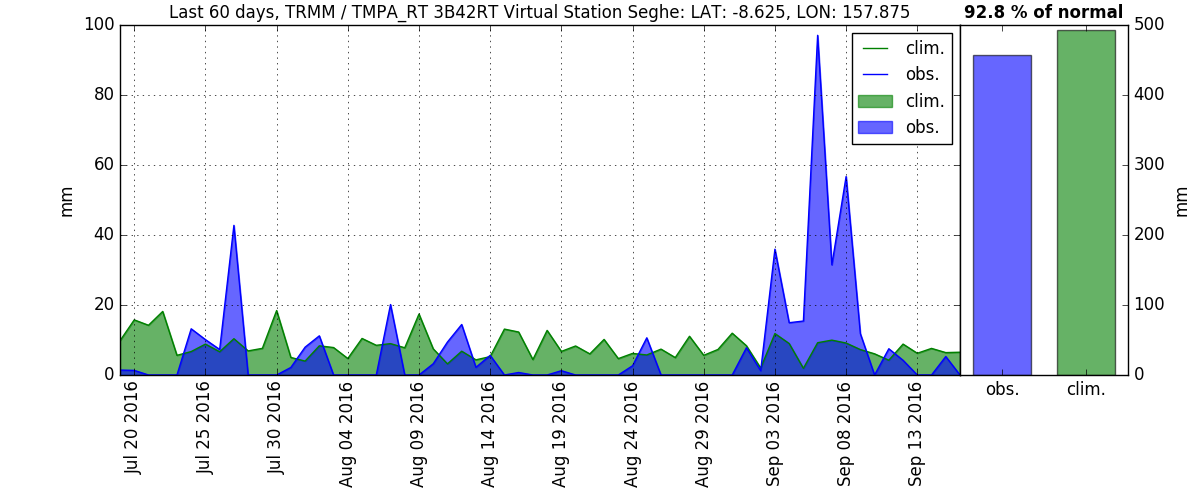 Last 60 days, TRMM / TMPA_RT 3B42RT Virtual Station Seghe: LAT: -8.625, LON: 157.875
92.8 % of normal
100
80
60
40
20
0
mm
clim.
obs.
clim.
obs.
500
400
300
200
100
0
mm
obs.
clim.
Jul 20 2016
Jul 25 2016
Jul 30 2016
Aug 04 2016
Aug 09 2016
Aug 14 2016
Aug 19 2016
Aug 24 2016
Aug 29 2016
Sep 03 2016
Sep 08 2016
Sep 13 2016